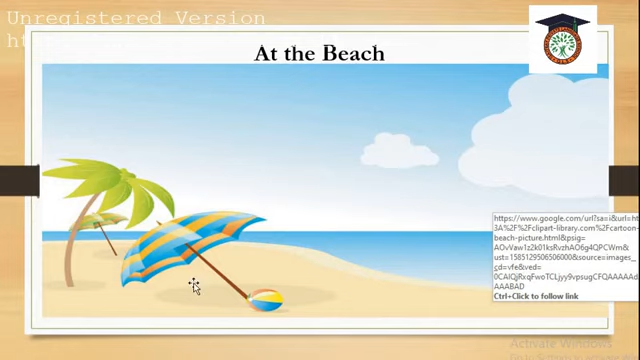 Unregistered Version
At the Beach
https://www.google.com/url?sa=i&url=ht
3A%2F%2Fclipart-library.com%2Fcartoon-
beach-picture.html&psig=
AOvVaw1z2k01ksRvzhAO6g4QPCWm&
ust=1585129506506000&source=images_
cd=vfe&ved=
0CAIQjRxqFwoTCLjyy9vpsugCFQAAAAAd
AAABAD
Ctrl+Click to follow link
Activate Windows